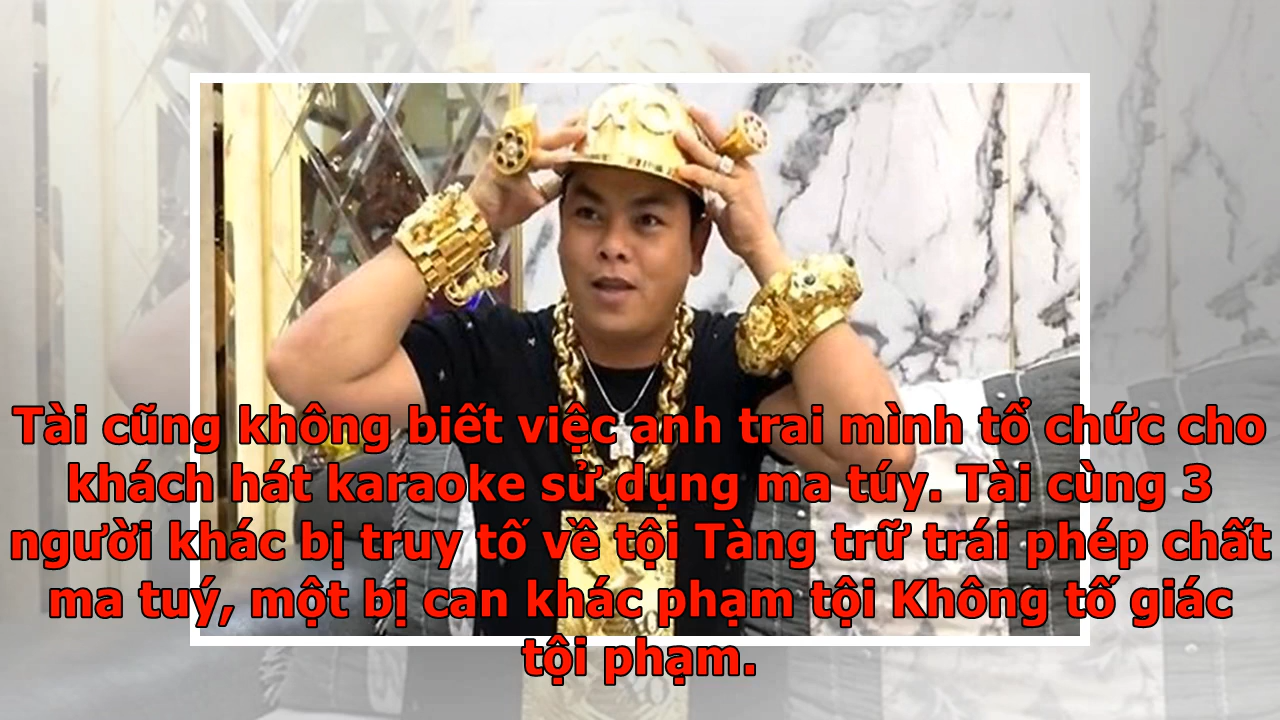 Tài cũng không biết việc anh trai mình tổ chức cho
khách hát karaoke sử dụng ma túy. Tài cùng 3
người khác bị truy tố về tội Tàng trữ trái phép chất
ma tuý, một bị can khác phạm tội Không tố giác
tội phạm.